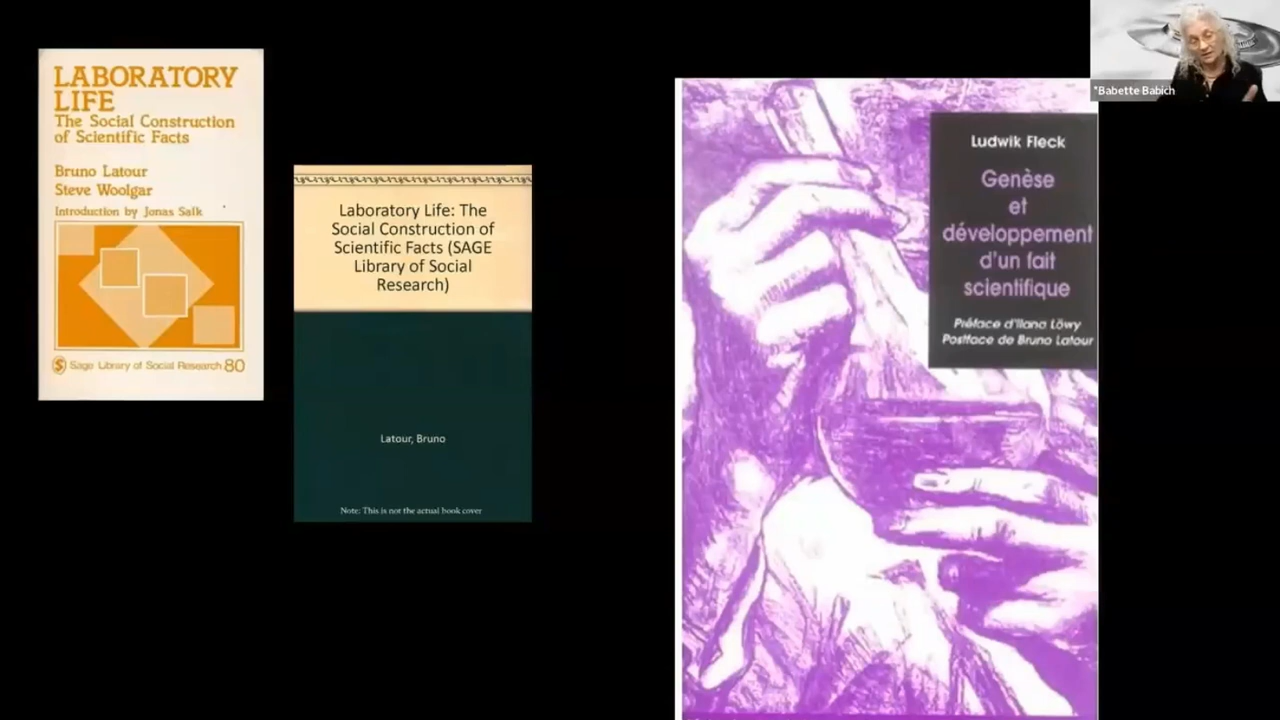 LABORATORY
LIFE
The Social Construction
of Scientific Facts
Bruno Latour
Steve Woolgar
Introduction by Jonas Salk
Sage Library of Social Research 80
Laboratory Life: The
Social Construction of
Scientific Facts (SAGE
Library of Social
Research)
Latour, Bruno
Note: This is not the actual book cover
Ludwik Fleck
Genèse
et
développement
d'un fait
scientifique
Préface d'Ilana Löwy
Postface de Bruno Latour
*Babette Babich